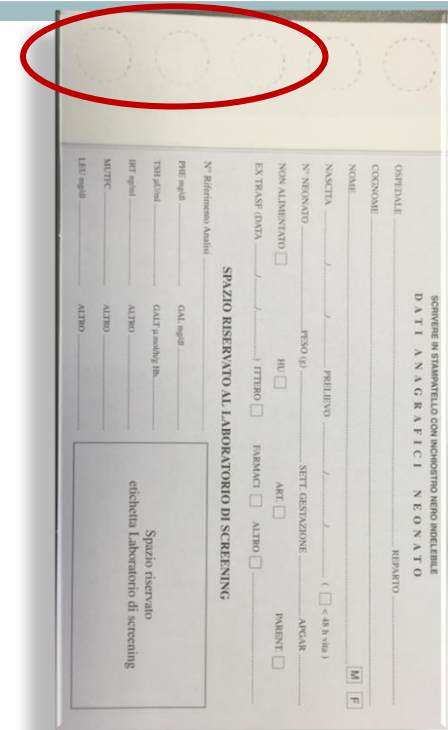 SCRIVERE IN STAMPATELLO CON INCHIOSTRO NERO INDELEBILE
DATI ANAGRAFICI NEONATO
OSPEDALE REPARTO
COGNOME
NOME M F
NASCITA / / PRELIEVO / / ( < 48 h vita )
N° NEONATO PESO (g) SETT. GESTAZIONE APGAR
NON ALIMENTATO HU ART. PARENT.
EX TRASF (DATA / / ) ITTERO FARMACI ALTRO
SPAZIO RISERVATO AL LABORATORIO DI SCREENING
N° Riferimento Analisi
PHE mg/dl GAL mg/dl
TSH µU/ml GALT µ mol/h/g Hb.
IRT ng/ml ALTRO
MUTFC ALTRO
LEU mg/dl ALTRO
Spazio riservato
etichetta Laboratorio di screening